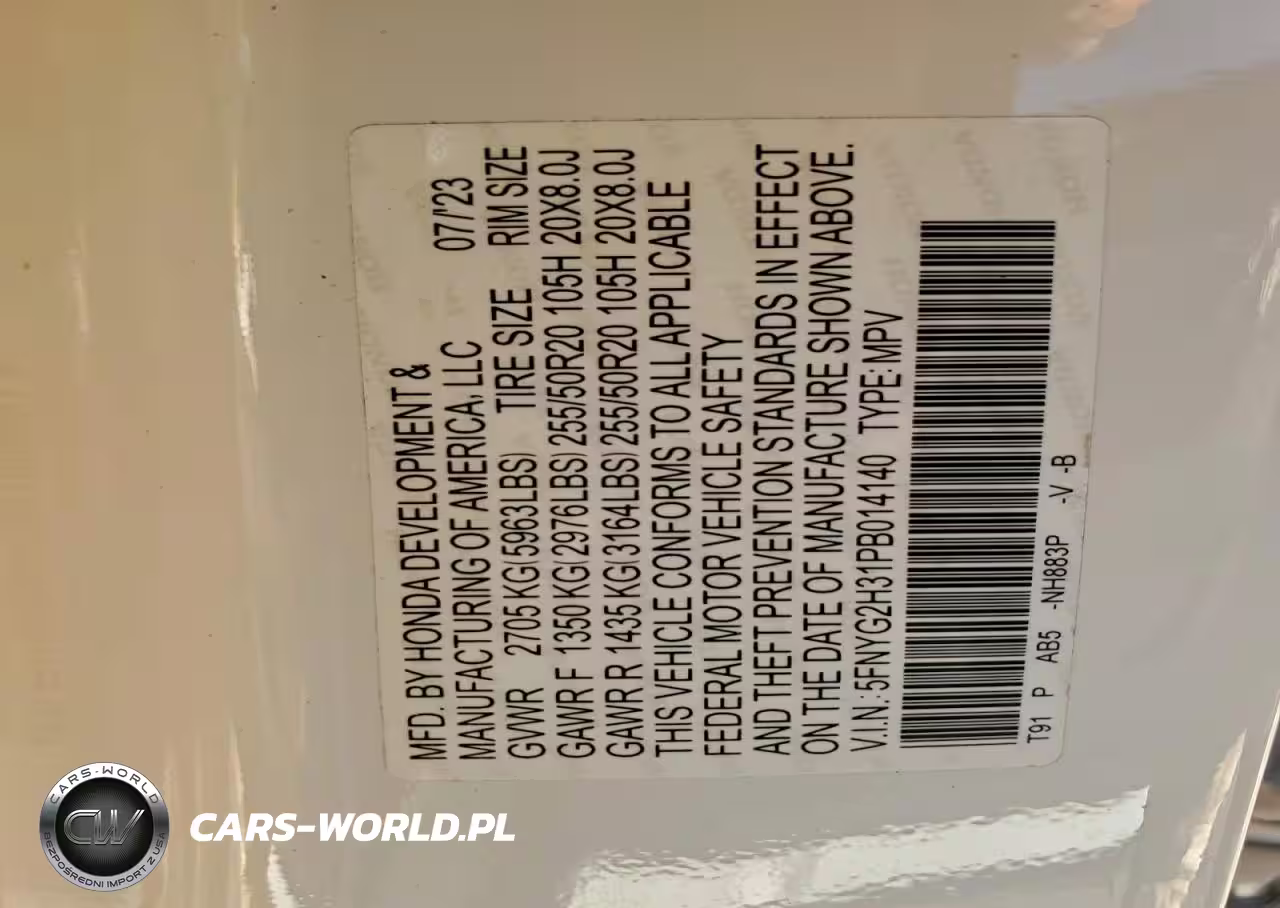 MFD. BY HONDA DEVELOPMENT &
MANUFACTURING OF AMERICA, LLC 07/'23
GVWR 2705 KG(5963LBS) TIRE SIZE RIM SIZE
GAWR F 1350 KG(2976LBS) 255/50R20 105H 20X8.0J
GAWR R 1435 KG(3164LBS) 255/50R20 105H 20X8.0J
THIS VEHICLE CONFORMS TO ALL APPLICABLE
FEDERAL MOTOR VEHICLE SAFETY
AND THEFT PREVENTION STANDARDS IN EFFECT
ON THE DATE OF MANUFACTURE SHOWN ABOVE.
V.I.N.: 5FNYG2H31PB014140 TYPE: MPV
T91 P AB5 -NH883P -V -B
CARS-WORLD
CW
BEZPOŚREDNI IMPORT Z USA
CARS-WORLD.PL